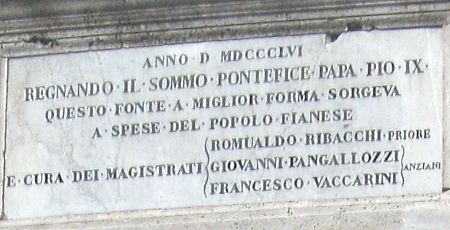 ANNO D MDCCCLVI
REGNANDO·IL·SOMMO·PONTEFICE·PAPA·PIO·IX·
QUESTO·FONTE·A·MIGLIOR·FORMA·SORGEVA
A·SPESE·DEL·POPOLO·FIANESE
E·CURA·DEI·MAGISTRATI
ROMUALDO·RIBACCHI·PRIORE
GIOVANNI·PANGALLOZZI
FRANCESCO·VACCARINI
ANZIANI